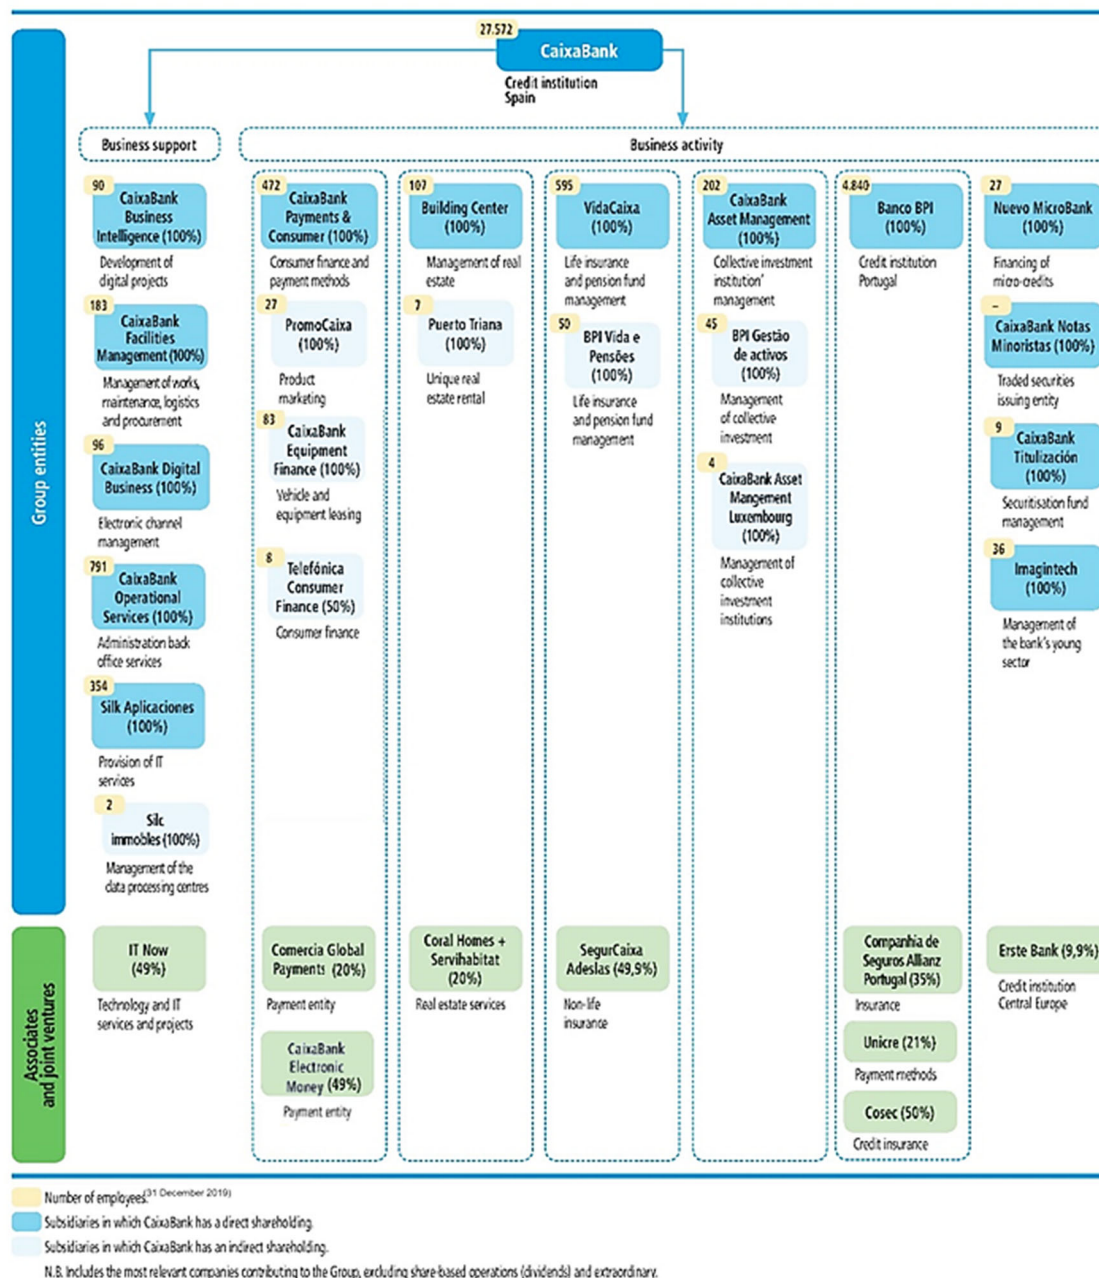 27.572
CaixaBank
Credit institution
Spain
Business support
Business activity
Group entities
90
CaixaBank
Business
Intelligence (100%)
Development of
digital projects
183
CaixaBank
Facilities
Management (100%)
Management of works,
maintenance, logistics
and procurement
96
CaixaBank Digital
Business (100%)
Electronic channel
management
791
CaixaBank
Operational
Services (100%)
Administration back
office services
354
Silk Aplicaciones
(100%)
Provision of IT
services
2
Silc
immobles (100%)
Management of the
data processing centres
472
CaixaBank
Payments &
Consumer (100%)
Consumer finance and
payment methods
27
PromoCaixa
(100%)
Product
marketing
83
CaixaBank
Equipment
Finance (100%)
Vehicle and
equipment leasing
8
Telefónica
Consumer
Finance (50%)
Consumer finance
107
Building Center
(100%)
Management of real
estate
7
Puerto Triana
(100%)
Unique real
estate rental
595
VidaCaixa
(100%)
Life insurance
and pension fund
management
50
BPI Vida e
Pensões
(100%)
Life insurance
and pension fund
management
202
CaixaBank
Asset Management
(100%)
Collective investment
institution'
management
45
BPI Gestão
de activos
(100%)
Management
of collective
investment
4
CaixaBank Asset
Mangement
Luxembourg
(100%)
Management of
collective
investment
institutions
4.840
Banco BPI
(100%)
Credit institution
Portugal
27
Nuevo MicroBank
(100%)
Financing of
micro-credits
–
CaixaBank Notas
Minoristas (100%)
Traded securities
issuing entity
9
CaixaBank
Titulización
(100%)
Securitisation fund
management
36
Imagintech
(100%)
Management of
the bank's young
sector
Associates
and joint ventures
IT Now
(49%)
Technology and IT
services and projects
Comercia Global
Payments (20%)
Payment entity
CaixaBank
Electronic
Money (49%)
Payment entity
Coral Homes +
Servihabitat
(20%)
Real estate services
SegurCaixa
Adeslas (49,9%)
Non-life
insurance
Companhia de
Seguros Allianz
Portugal (35%)
Insurance
Unicre (21%)
Payment methods
Cosec (50%)
Credit insurance
Erste Bank (9,9%)
Credit institution
Central Europe
Number of employees.(31 December 2019)
Subsidiaries in which CaixaBank has a direct shareholding.
Subsidiaries in which CaixaBank has an indirect shareholding.
N.B. Includes the most relevant companies contributing to the Group, excluding share-based operations (dividends) and extraordinary.